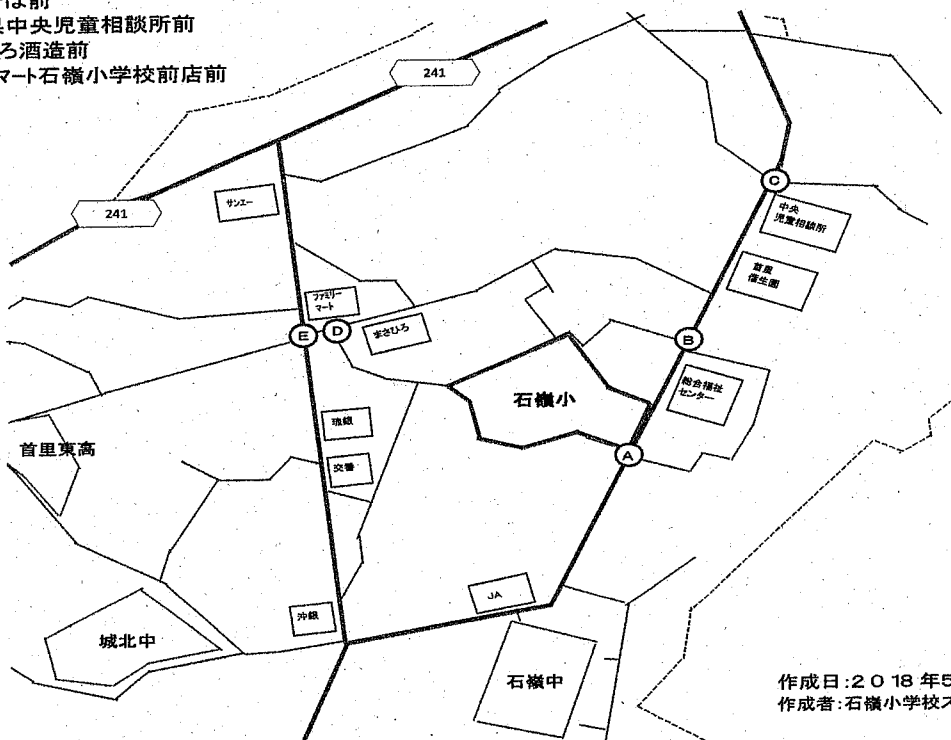 中央児童相談所前
ろ酒造前
マート石嶺小学校前店前
241
241
サンエー
C
中央
児童相談所
首里
厚生園
ファミリー
マート
E
D
まさひろ
B
総合福祉
センター
石嶺小
琉銀
首里東高
交番
A
JA
沖銀
城北中
石嶺中
作成日:2018年5
作成者:石嶺小学校ス